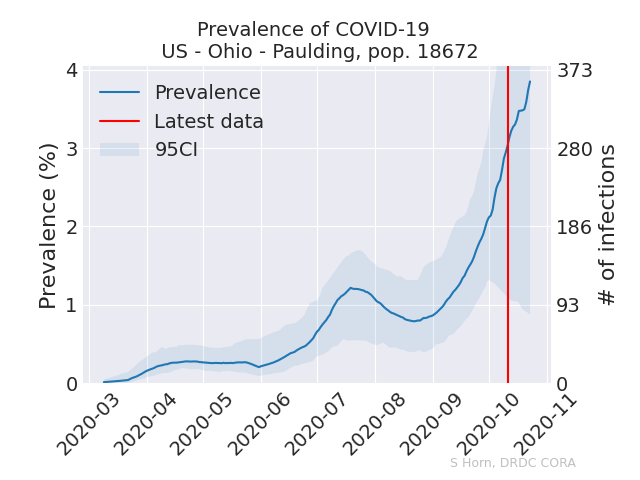 Prevalence of COVID-19
US - Ohio - Paulding, pop. 18672
Prevalence
Latest data
95CI
Prevalence (%)
4
3
2
1
0
373
280
186
93
0
# of infections
2020-03
2020-04
2020-05
2020-06
2020-07
2020-08
2020-09
2020-10
2020-11
S Horn, DRDC CORA